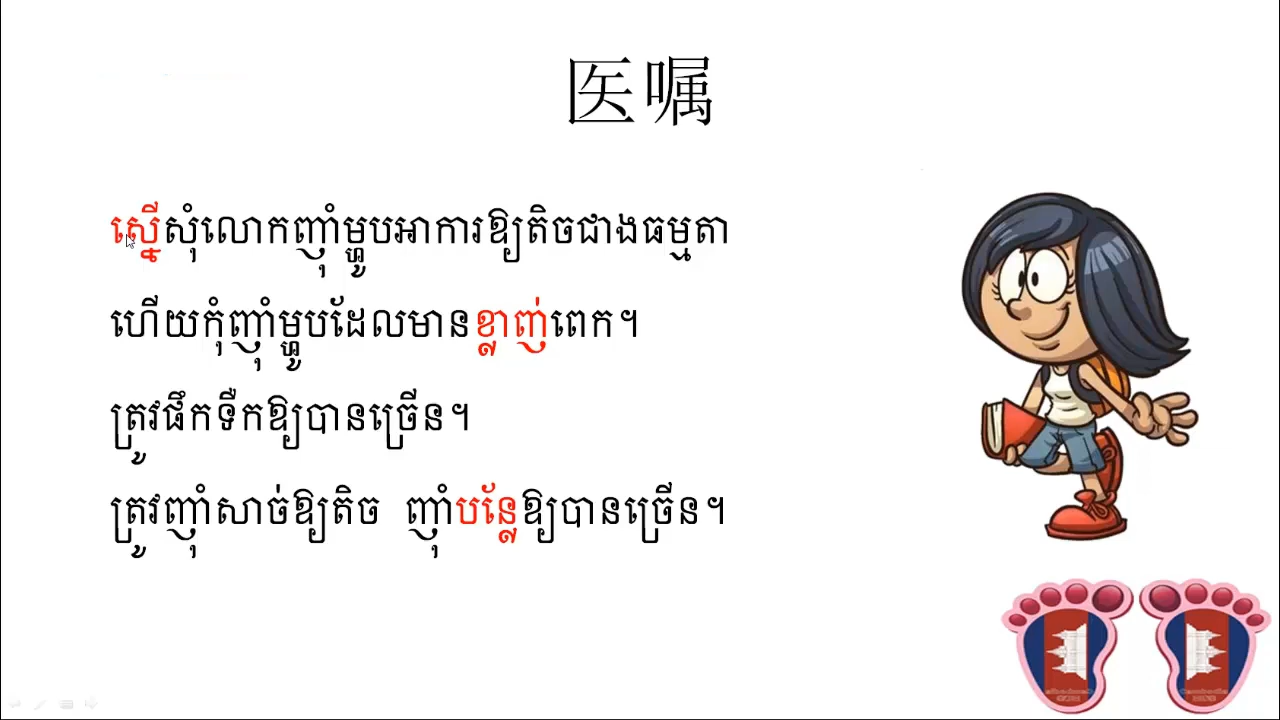 医嘱
ស្នើសុំលោកញ៉ាំម្ហូបអាការឱ្យតិចជាងធម្មតា
ហើយកុំញ៉ាំម្ហូបដែលមានខ្លាញ់ពេក។
ត្រូវផឹកទឹកឱ្យបានច្រើន។
ត្រូវញ៉ាំសាច់ឱ្យតិច ញ៉ាំបន្លែឱ្យបានច្រើន។